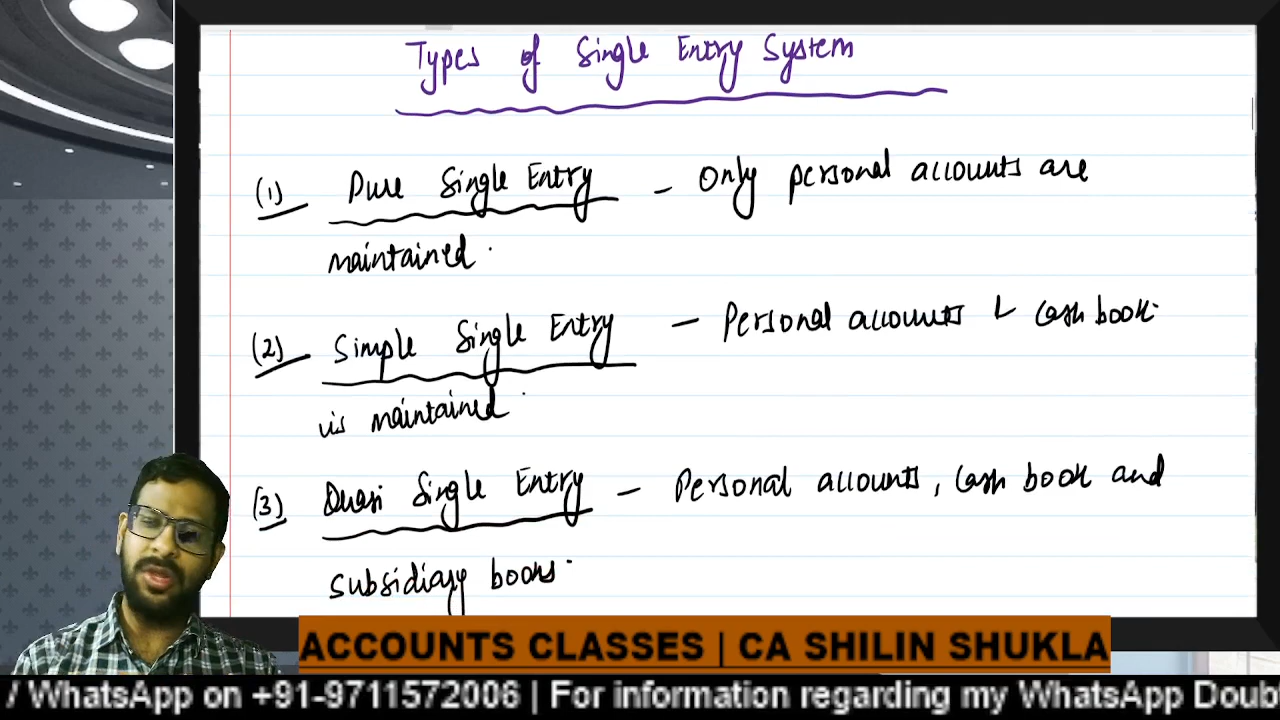 Types of Single Entry System
(1) Pure Single Entry - Only personal accounts are
maintained.
(2) Simple Single Entry - Personal accounts & cash book
is maintained.
(3) Quasi Single Entry - Personal accounts, cash book and
subsidiary books.
ACCOUNTS CLASSES | CA SHILIN SHUKLA
/ WhatsApp on +91-9711572006 | For information regarding my WhatsApp Doub